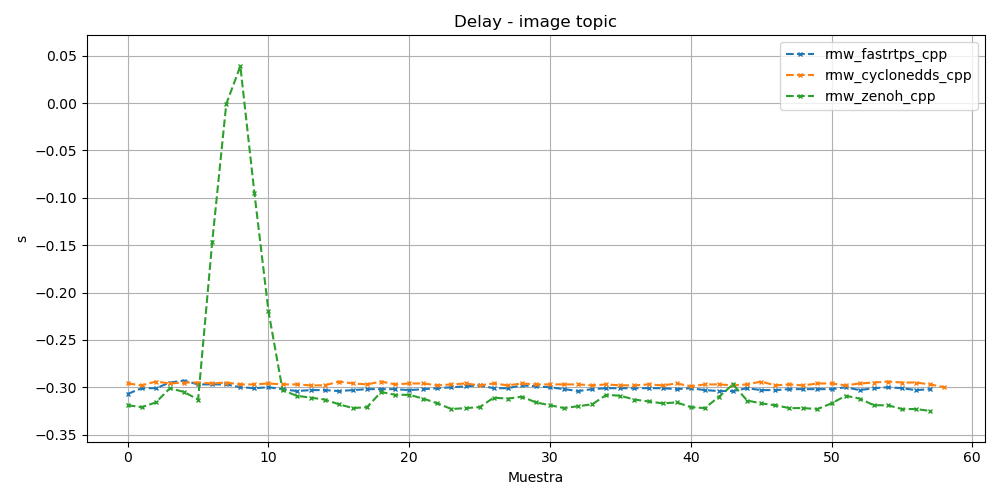 Delay - image topic
rmw_fastrtps_cpp
rmw_cyclonedds_cpp
rmw_zenoh_cpp
0.05
0.00
−0.05
−0.10
−0.15
−0.20
−0.25
−0.30
−0.35
s
0 10 20 30 40 50 60
Muestra